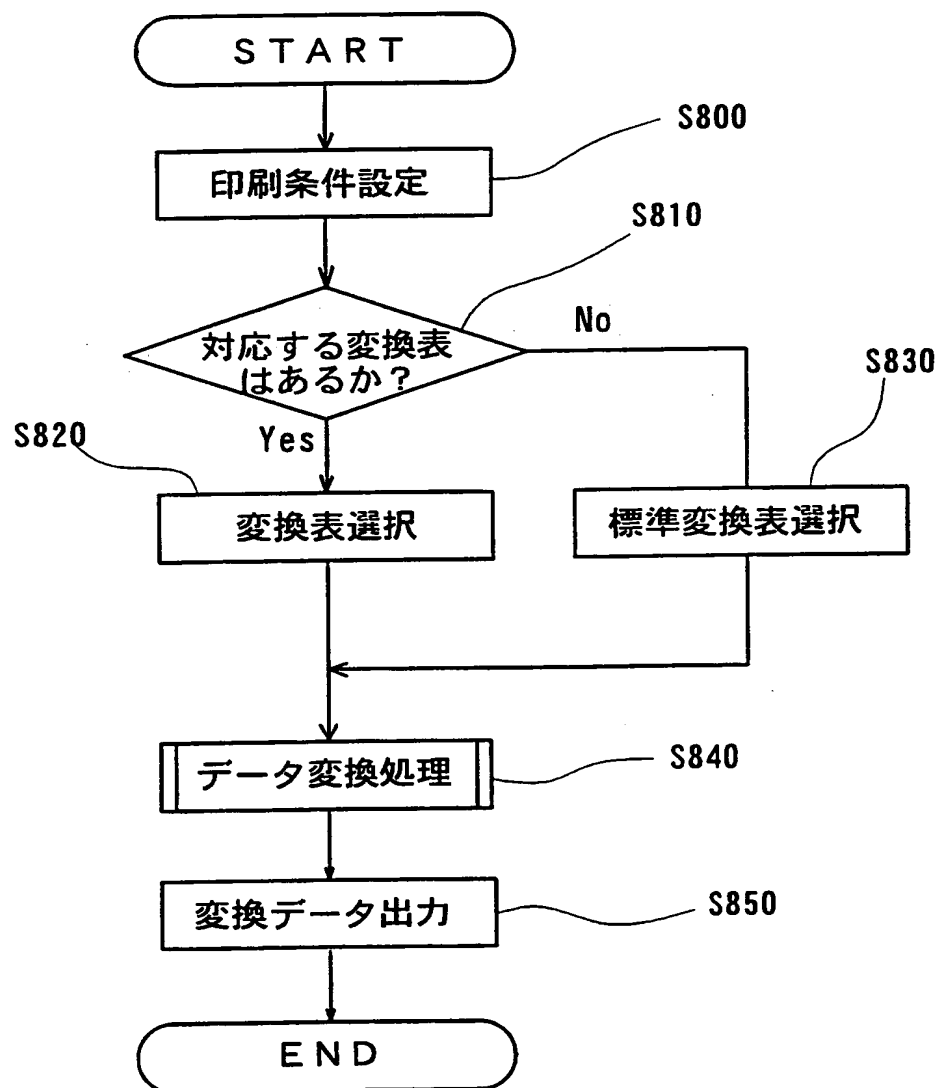 START
S800
印刷条件設定
S810
対応する変換表
はあるか？
No
Yes
S820
変換表選択
S830
標準変換表選択
データ変換処理
S840
変換データ出力
S850
END